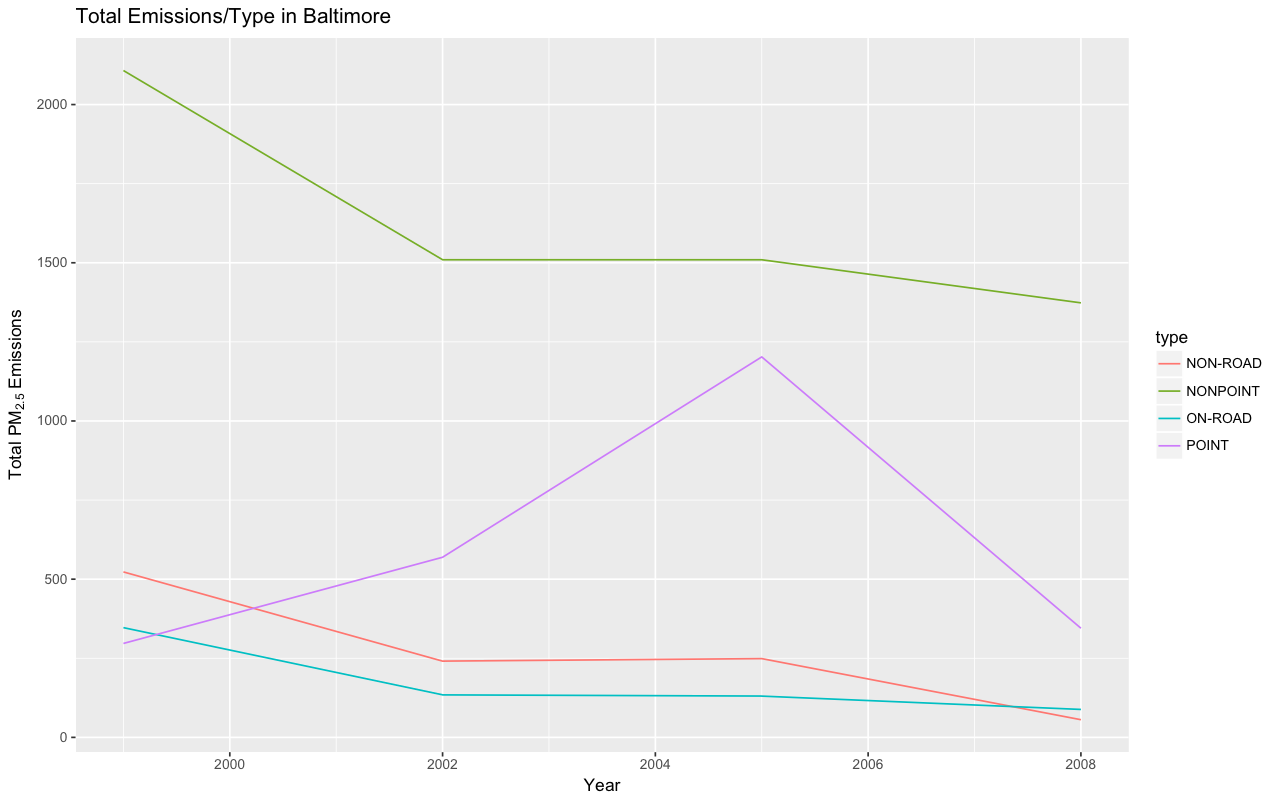 Total Emissions/Type in Baltimore
Total PM2.5 Emissions
2000
1500
1000
500
0
2000 2002 2004 2006 2008
Year
type
NON-ROAD
NONPOINT
ON-ROAD
POINT